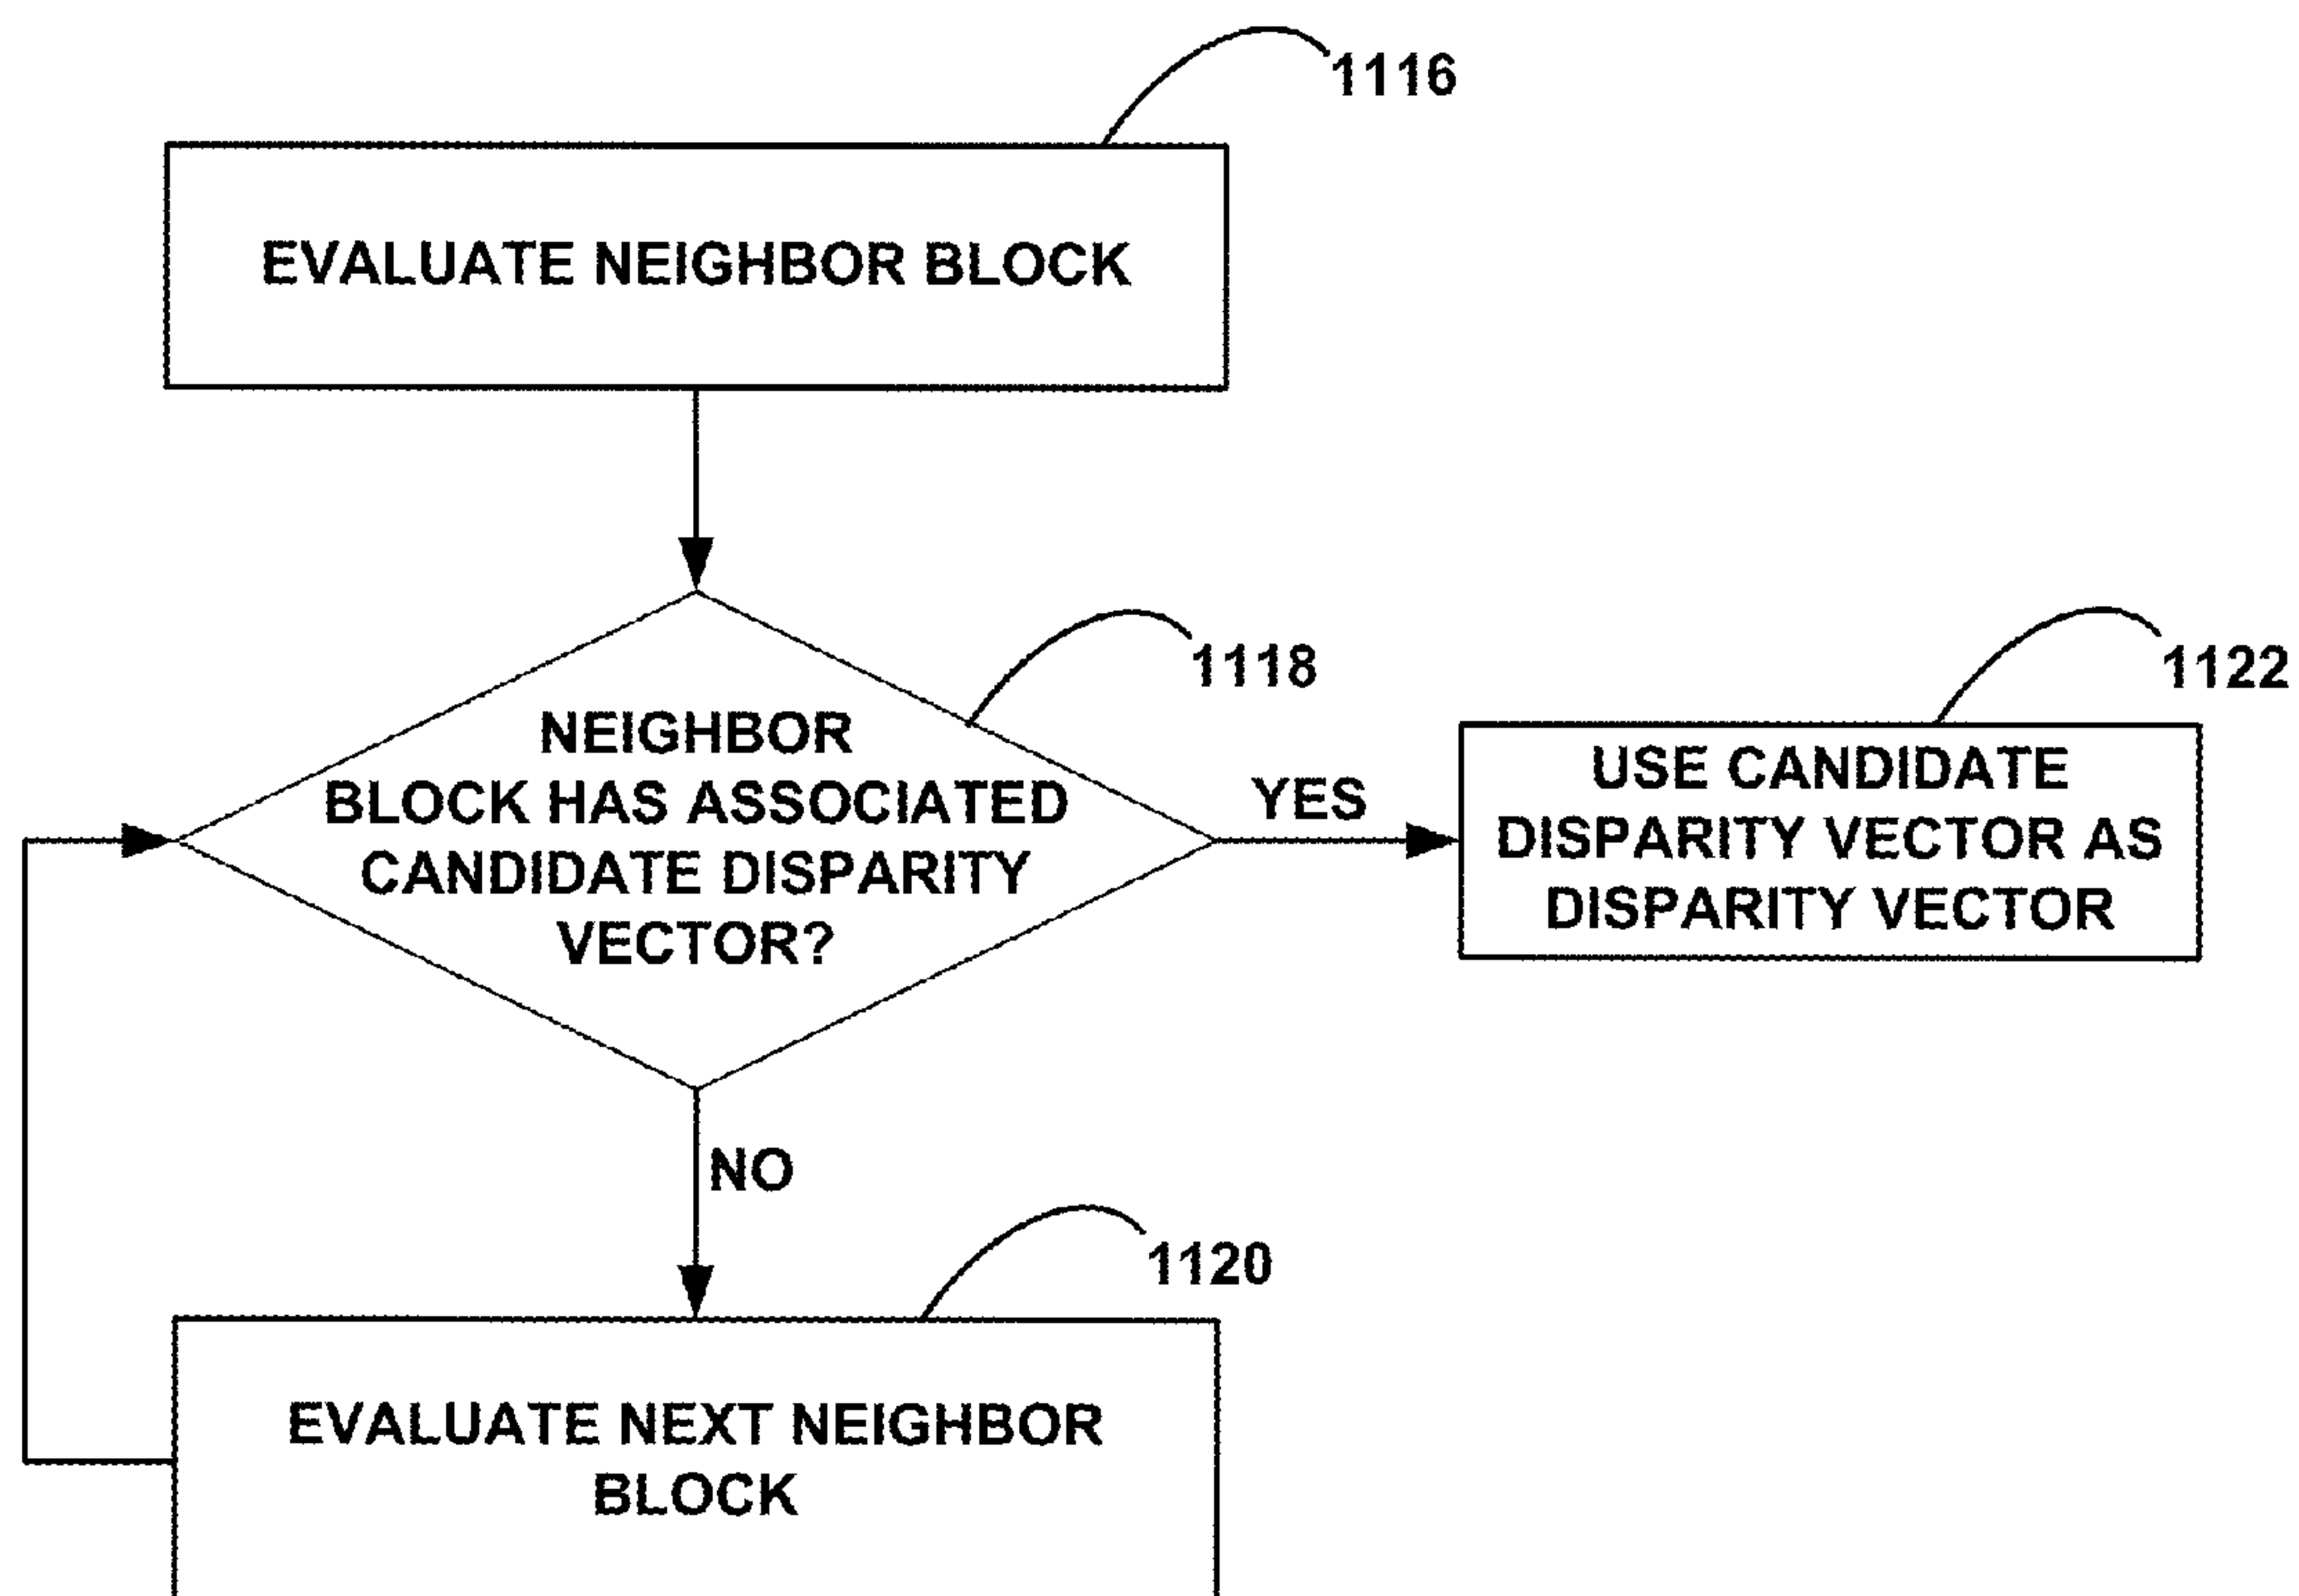 1116
EVALUATE NEIGHBOR BLOCK
1118
NEIGHBOR
BLOCK HAS ASSOCIATED
CANDIDATE DISPARITY
VECTOR?
YES
1122
USE CANDIDATE
DISPARITY VECTOR AS
DISPARITY VECTOR
NO
1120
EVALUATE NEXT NEIGHBOR
BLOCK